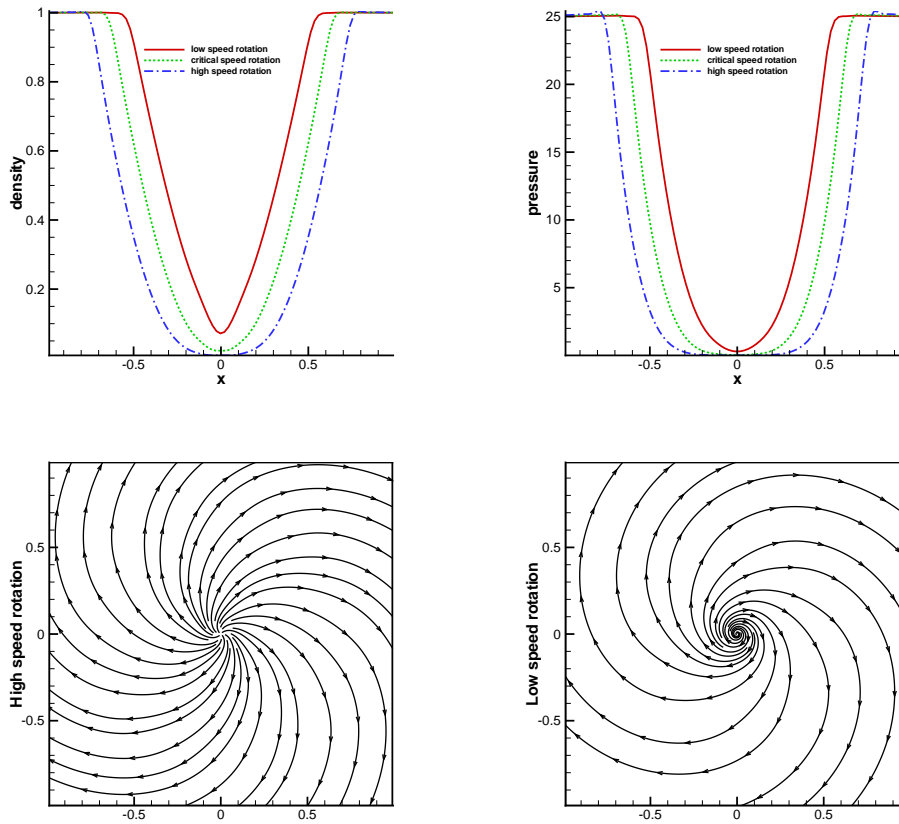 1
0.8
0.6
0.4
0.2
density
-0.5
0
0.5
x
low speed rotation
critical speed rotation
high speed rotation
25
20
15
10
5
pressure
-0.5
0
0.5
x
low speed rotation
critical speed rotation
high speed rotation
0.5
0
-0.5
High speed rotation
-0.5
0
0.5
0.5
0
-0.5
Low speed rotation
-0.5
0
0.5